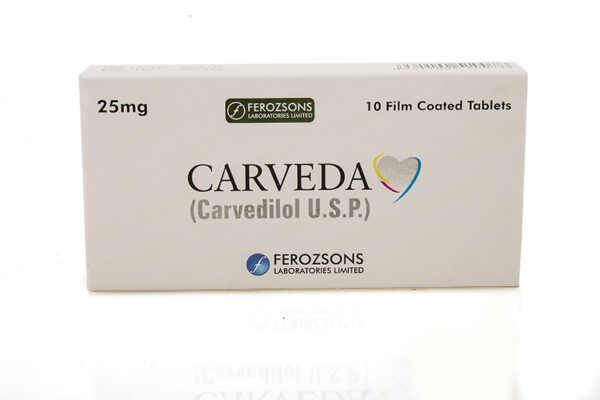 25mg
FEROZSONS
LABORATORIES LIMITED
10 Film Coated Tablets
CARVEDA
(Carvedilol U.S.P.)
FEROZSONS
LABORATORIES LIMITED